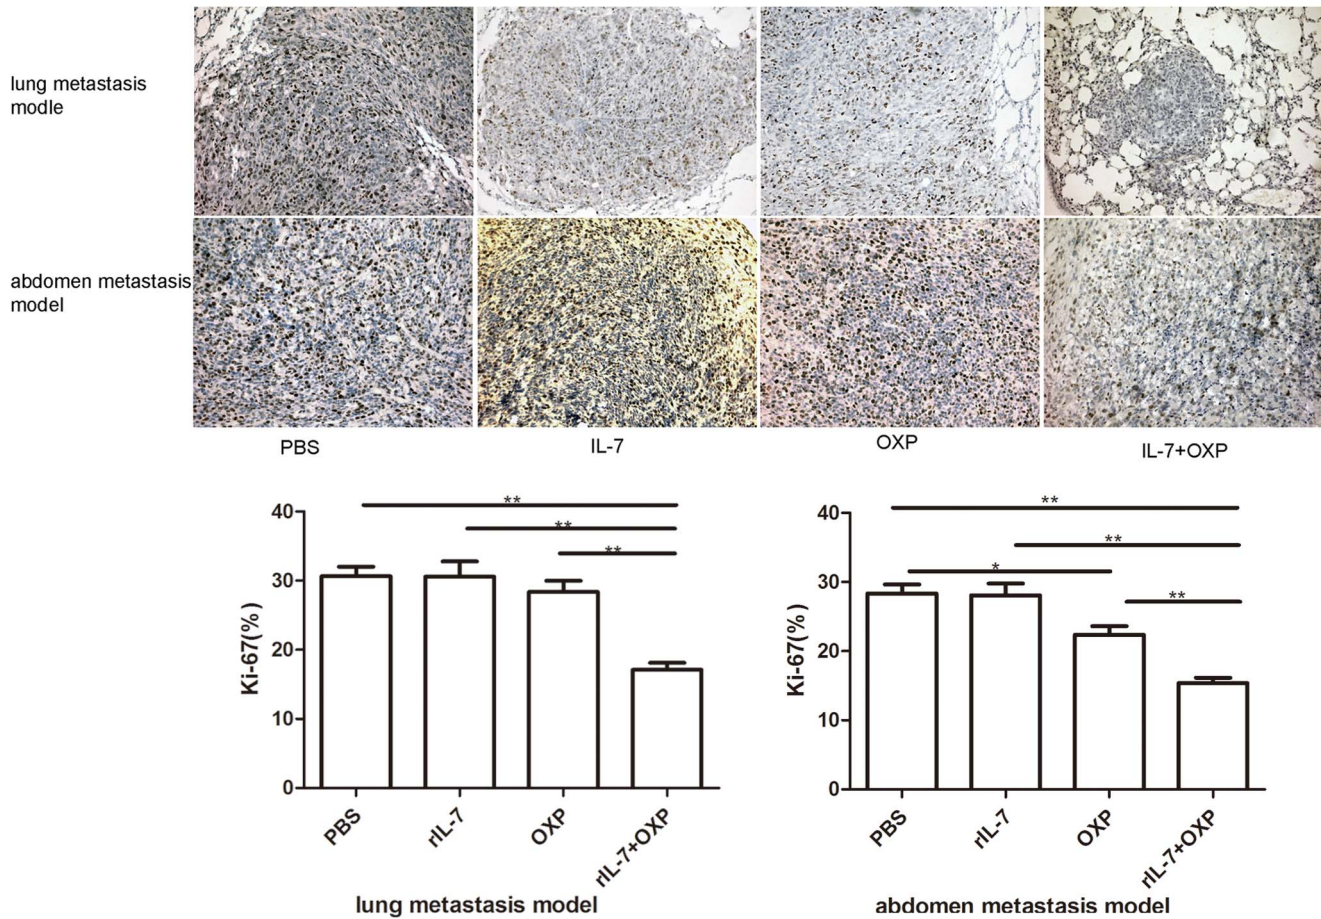 lung metastasis
modle
abdomen metastasis
model
PBS
IL-7
OXP
IL-7+OXP
**
**
**
40
30
20
10
0
Ki-67(%)
PBS
rIL-7
OXP
rIL-7+OXP
lung metastasis model
**
**
*
**
40
30
20
10
0
Ki-67(%)
PBS
rIL-7
OXP
rIL-7+OXP
abdomen metastasis model